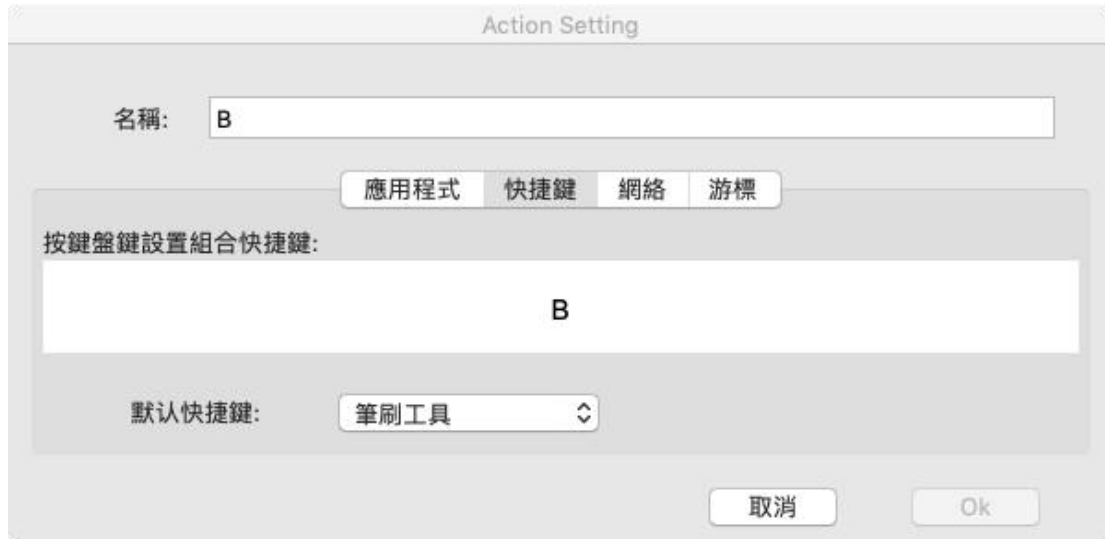 Action Setting
名稱: B
應用程式 快捷鍵 網絡 游標
按鍵盤鍵設置組合快捷鍵:
B
默认快捷鍵: 筆刷工具
取消 Ok